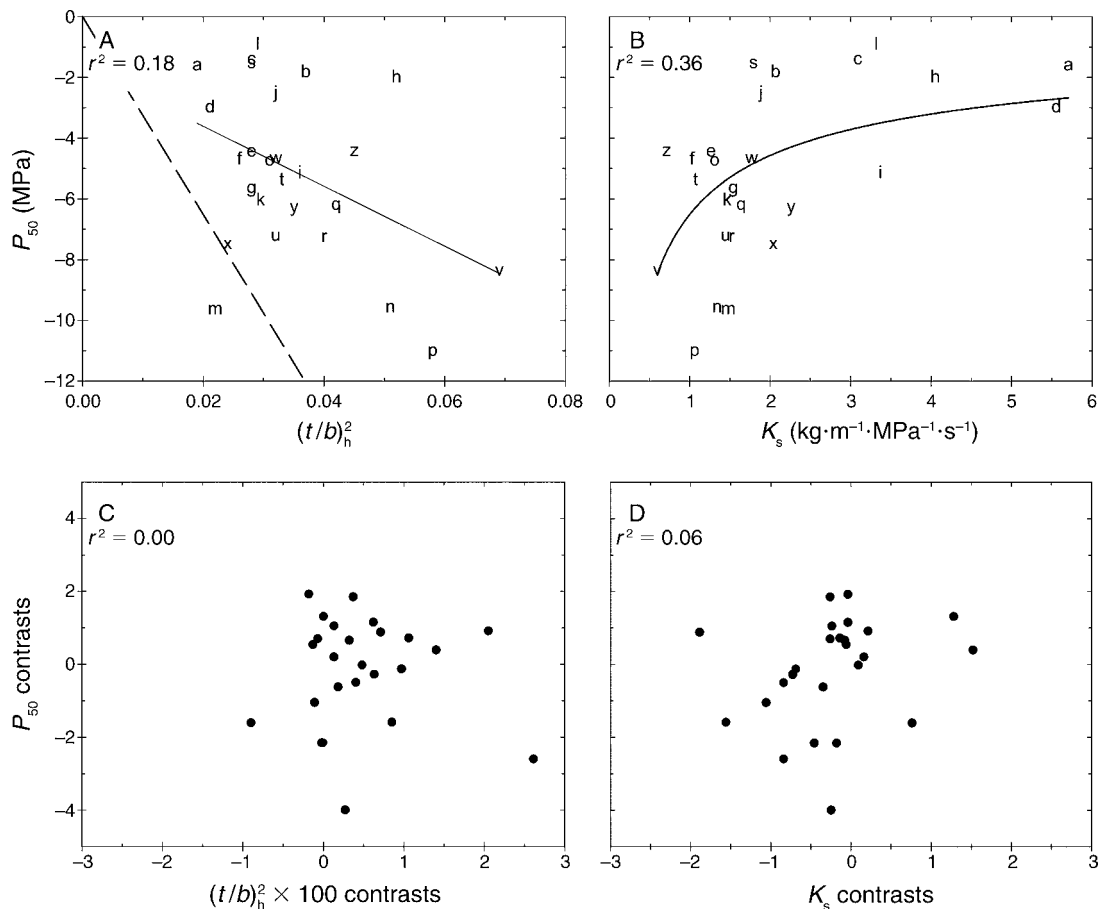 A
r² = 0.18
0
−2
−4
−6
−8
−10
−12
P₅₀ (MPa)
l
s
a
b
h
j
d
e
f
o
w
z
i
t
g
k
y
q
u
r
x
v
m
n
p
0.00 0.02 0.04 0.06 0.08
(t/b)²ₕ
B
r² = 0.36
l
s
c
a
b
h
j
d
z
e
f
o
w
t
i
g
k
q
y
u
r
x
v
n
m
p
0 1 2 3 4 5 6
Kₛ (kg·m⁻¹·MPa⁻¹·s⁻¹)
C
r² = 0.00
4
2
0
−2
−4
P₅₀ contrasts
−3 −2 −1 0 1 2 3
(t/b)²ₕ × 100 contrasts
D
r² = 0.06
−3 −2 −1 0 1 2 3
Kₛ contrasts